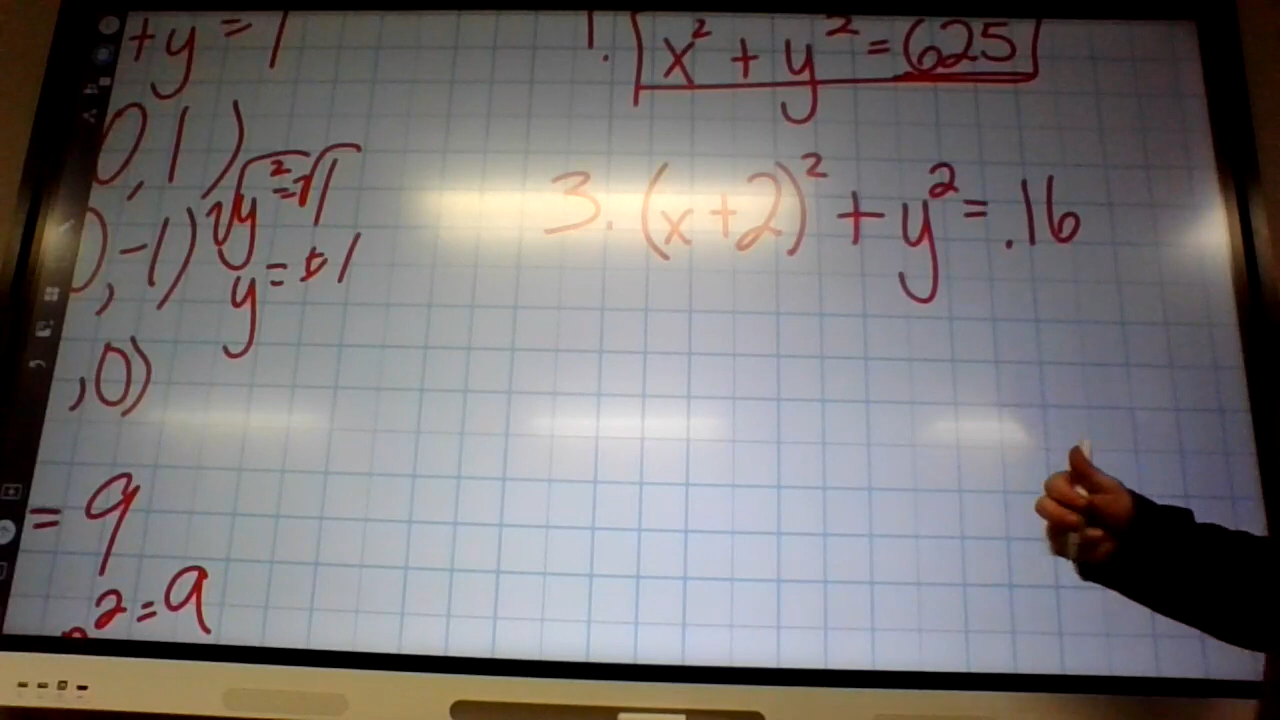 +y = 1
0, 1)
√y² = √1
0, -1)
y = ±1
, 0)
= 9
² = 9
1. x² + y² = 625
3. (x+2)² + y² = .16